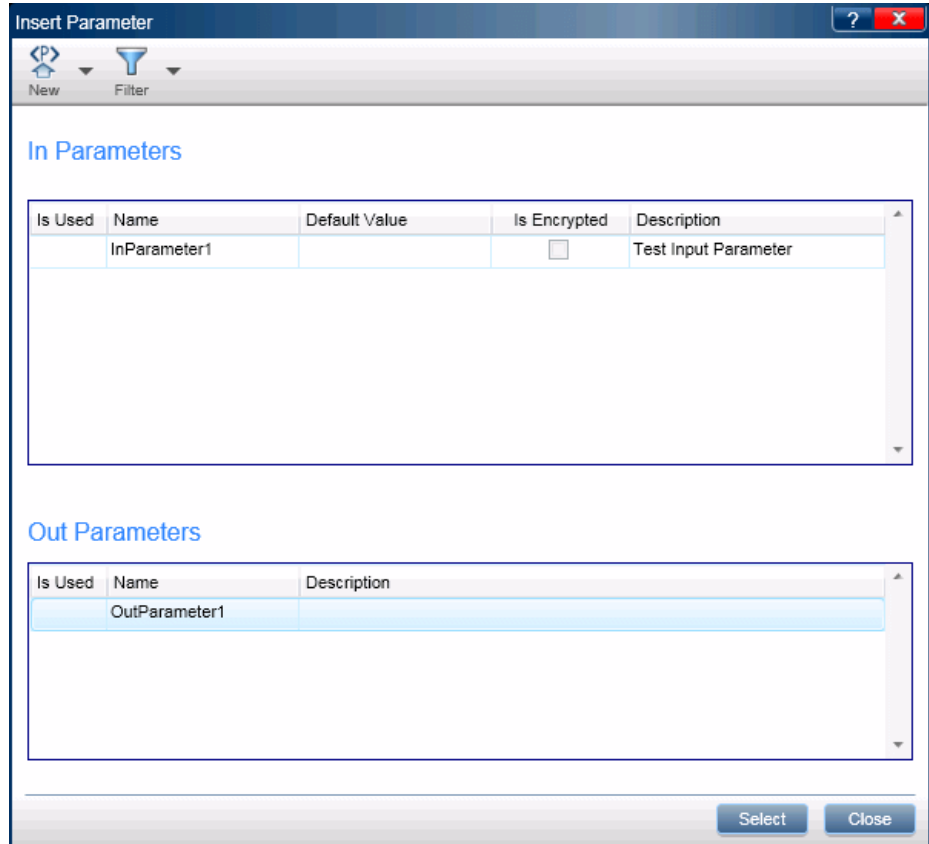 Insert Parameter ? x
<P>
New Filter
In Parameters
Is Used Name Default Value Is Encrypted Description
InParameter1 Test Input Parameter
Out Parameters
Is Used Name Description
OutParameter1
Select Close